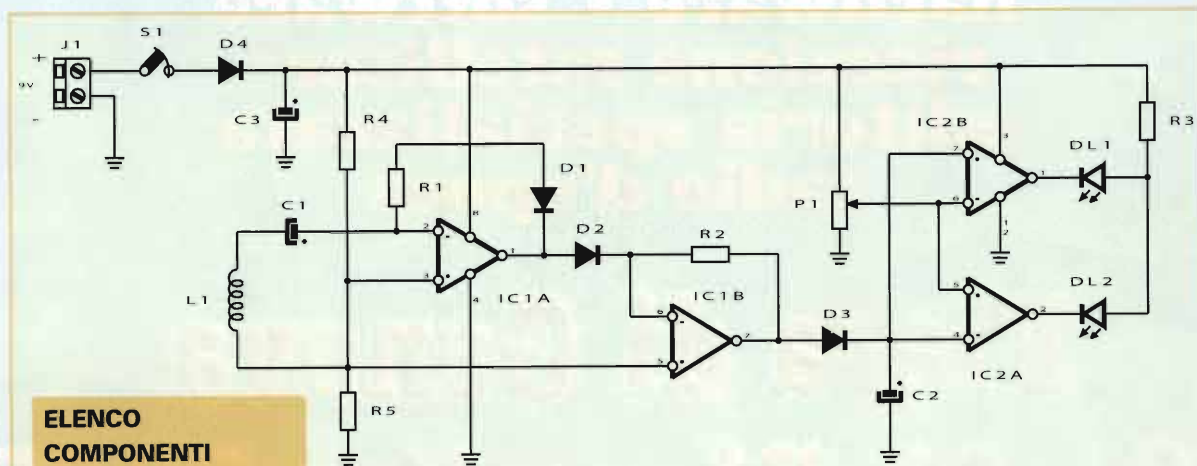 J1
S1
D4
+
9V
-
C3
R4
R1
D1
C1
D2
R2
L1
2
-
3
+
8
1
4
IC1A
6
-
5
+
7
IC1B
R5
D3
C2
P1
IC2B
7
+
6
-
3
1
12
DL1
R3
5
+
4
-
2
IC2A
DL2
ELENCO
COMPONENTI